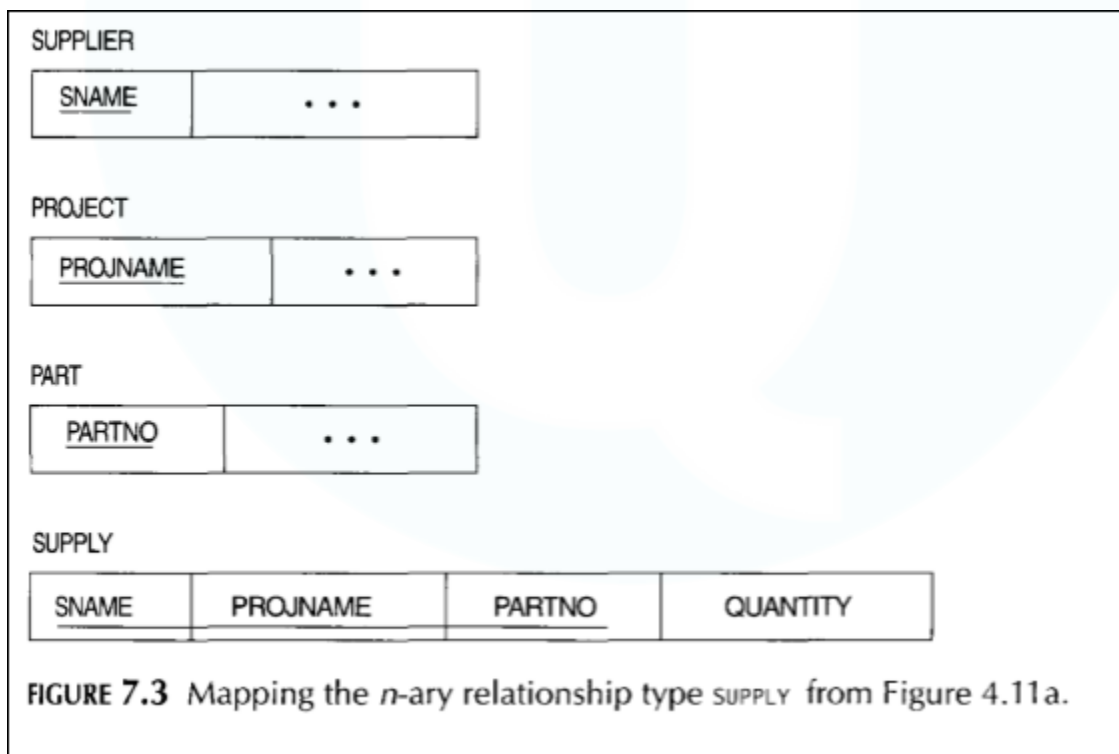 SUPPLIER
SNAME • • •
PROJECT
PROJNAME • • •
PART
PARTNO • • •
SUPPLY
SNAME PROJNAME PARTNO QUANTITY
FIGURE 7.3 Mapping the n-ary relationship type SUPPLY from Figure 4.11a.